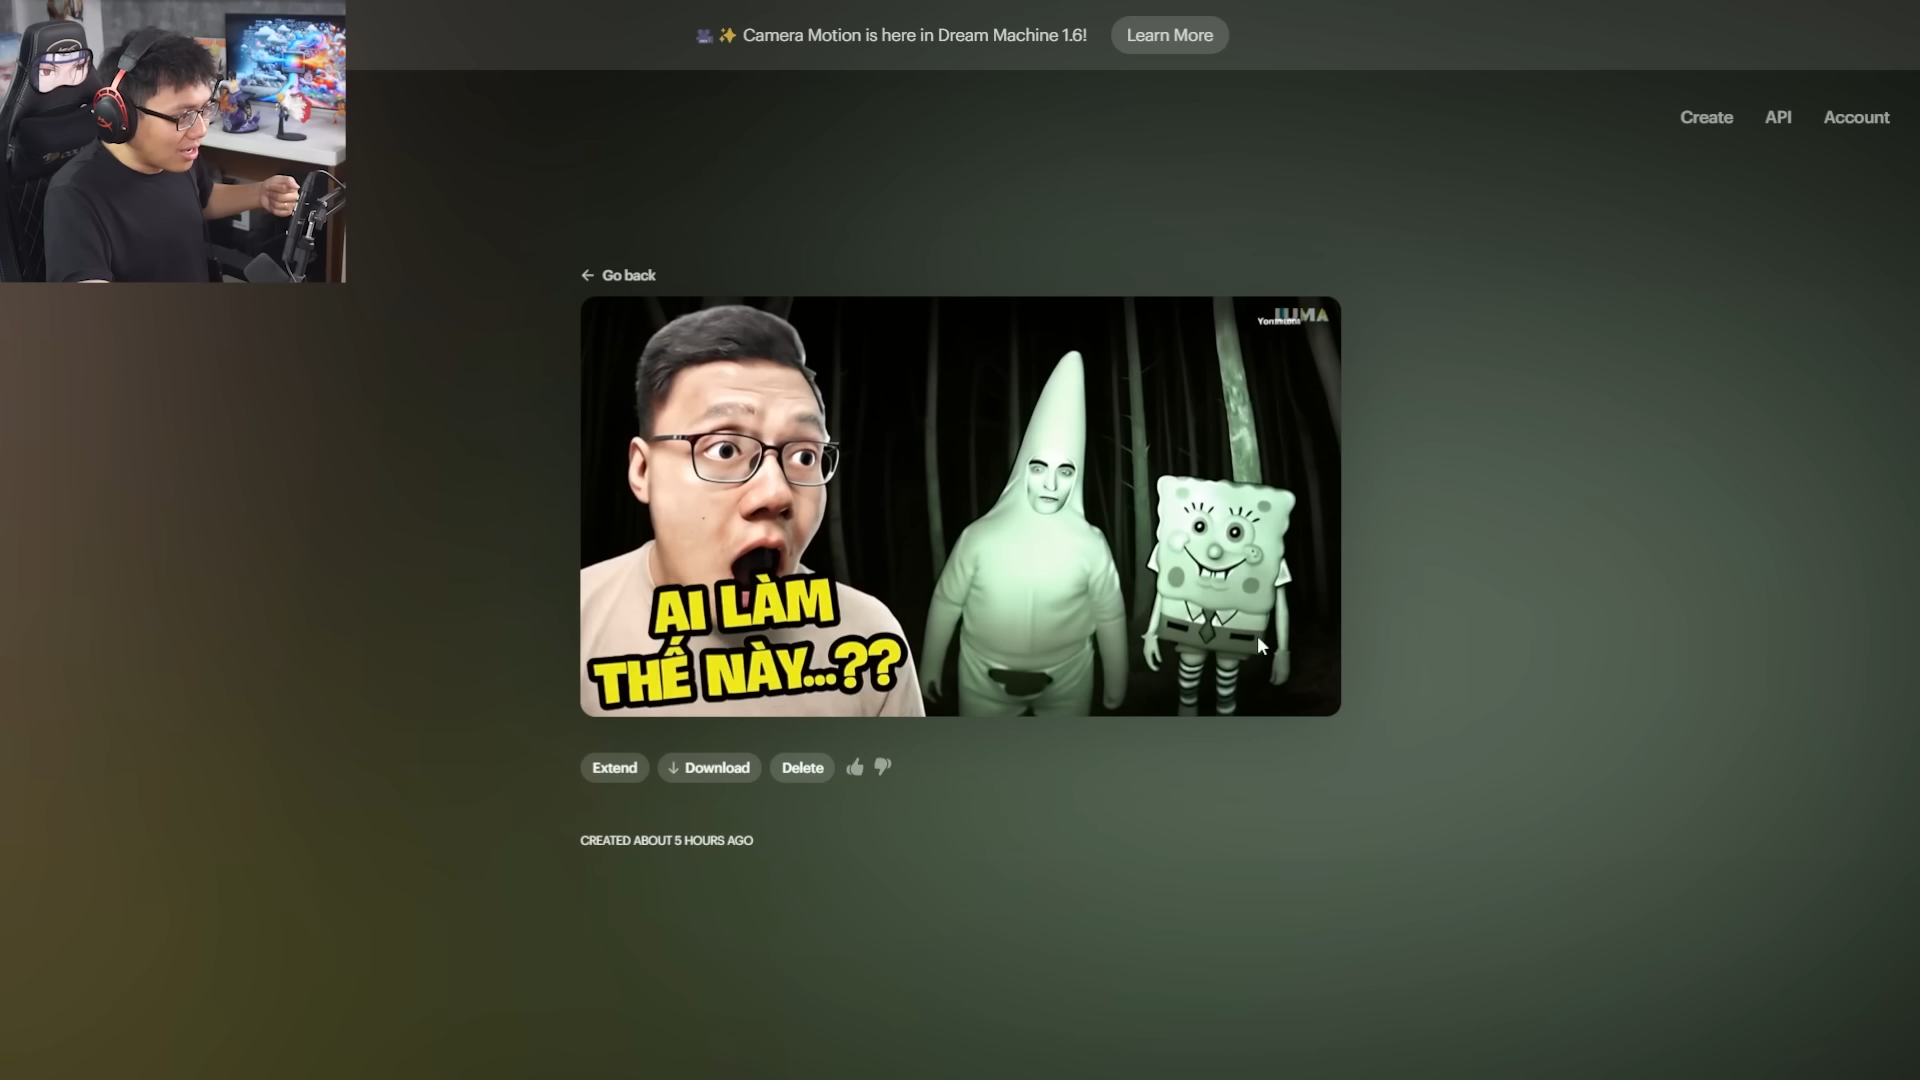 Camera Motion is here in Dream Machine 1.6!
Learn More
Create
API
Account
Go back
LUMA
AI LÀM
THẾ NÀY...??
Extend
Download
Delete
CREATED ABOUT 5 HOURS AGO